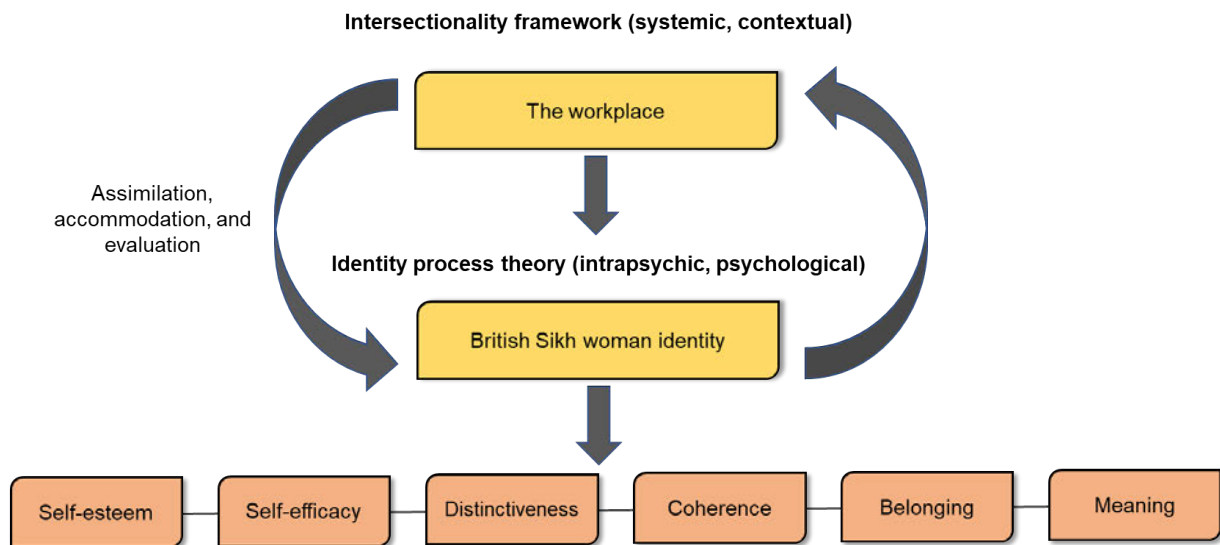 Intersectionality framework (systemic, contextual)
The workplace
Assimilation,
accommodation, and
evaluation
Identity process theory (intrapsychic, psychological)
British Sikh woman identity
Self-esteem
Self-efficacy
Distinctiveness
Coherence
Belonging
Meaning